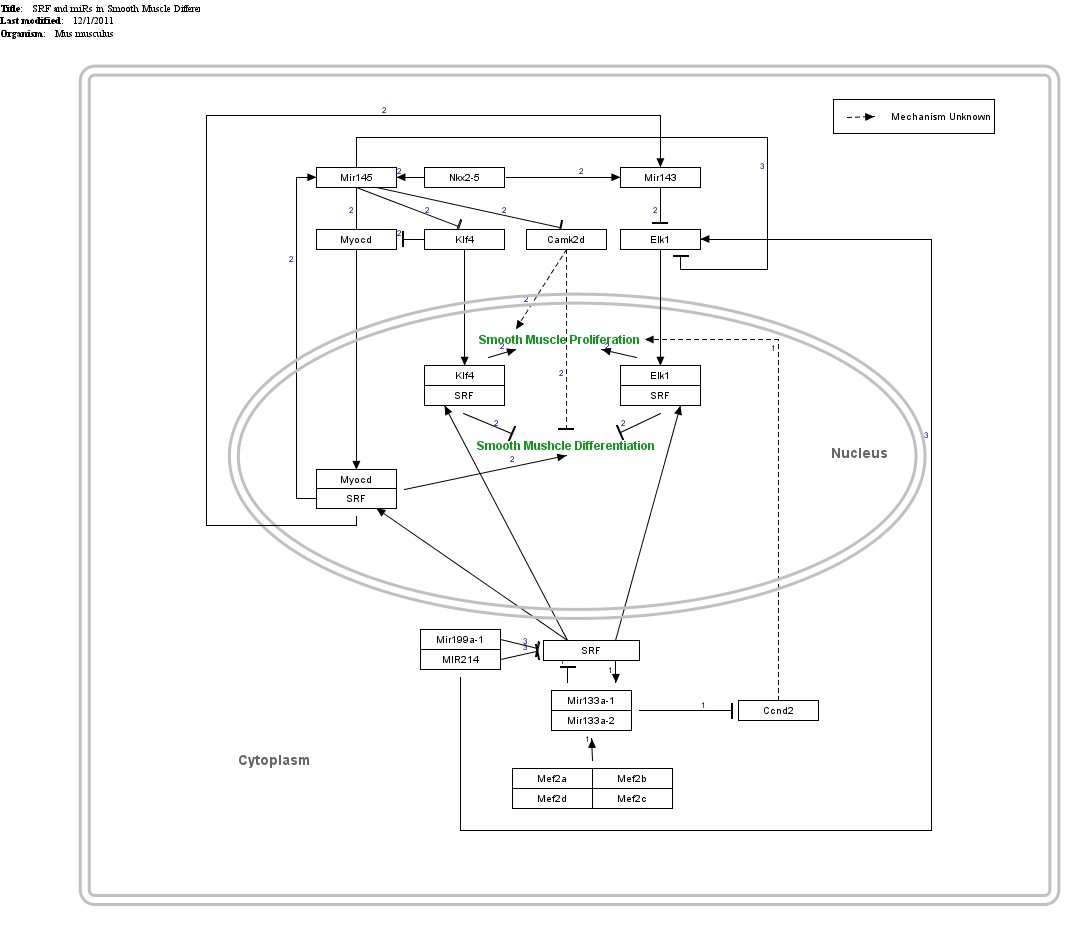 Title: SRF and miRs in Smooth Muscle Differe
Last modified: 12/1/2011
Organism: Mus musculus
2
Mechanism Unknown
3
Mir145
2
Nkx2-5
2
Mir143
2
2
2
2
Myocd
2
Klf4
Camk2d
Elk1
2
2
Smooth Muscle Proliferation
2
2
1
Klf4
SRF
2
Elk1
SRF
2
2
3
Smooth Mushcle Differentiation
2
Nucleus
Myocd
SRF
Mir199a-1
MIR214
3
3
SRF
1
1
Mir133a-1
Mir133a-2
1
Ccnd2
1
Cytoplasm
Mef2a
Mef2b
Mef2d
Mef2c